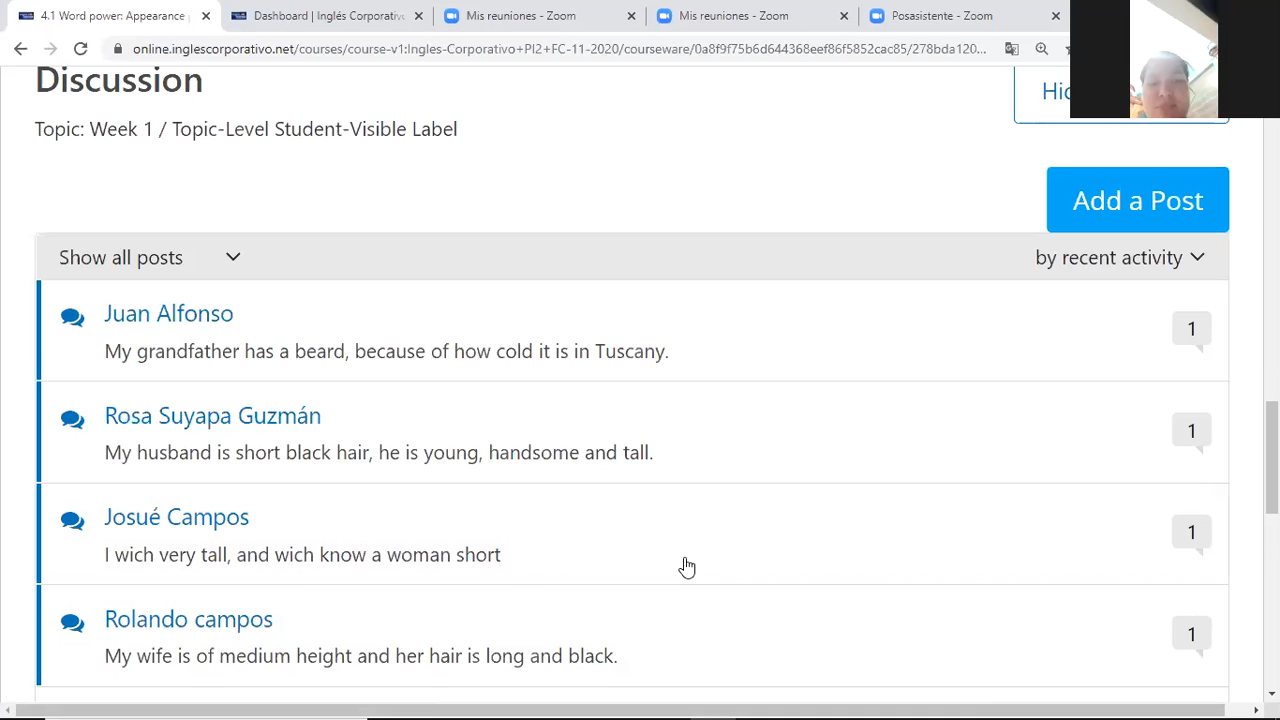 4.1 Word power: Appearance
Dashboard | Inglés Corporativo
Mis reuniones - Zoom
Mis reuniones - Zoom
Posasistente - Zoom
online.inglescorporativo.net/courses/course-v1:Ingles-Corporativo+PI2+FC-11-2020/courseware/0a8f9f75f16d644368eef86f5852cac85/278bda120...
Discussion
Topic: Week 1 / Topic-Level Student-Visible Label
Add a Post
Show all posts
by recent activity
Juan Alfonso
1
My grandfather has a beard, because of how cold it is in Tuscany.
Rosa Suyapa Guzmán
1
My husband is short black hair, he is young, handsome and tall.
Josué Campos
1
I wich very tall, and wich know a woman short
Rolando campos
1
My wife is of medium height and her hair is long and black.